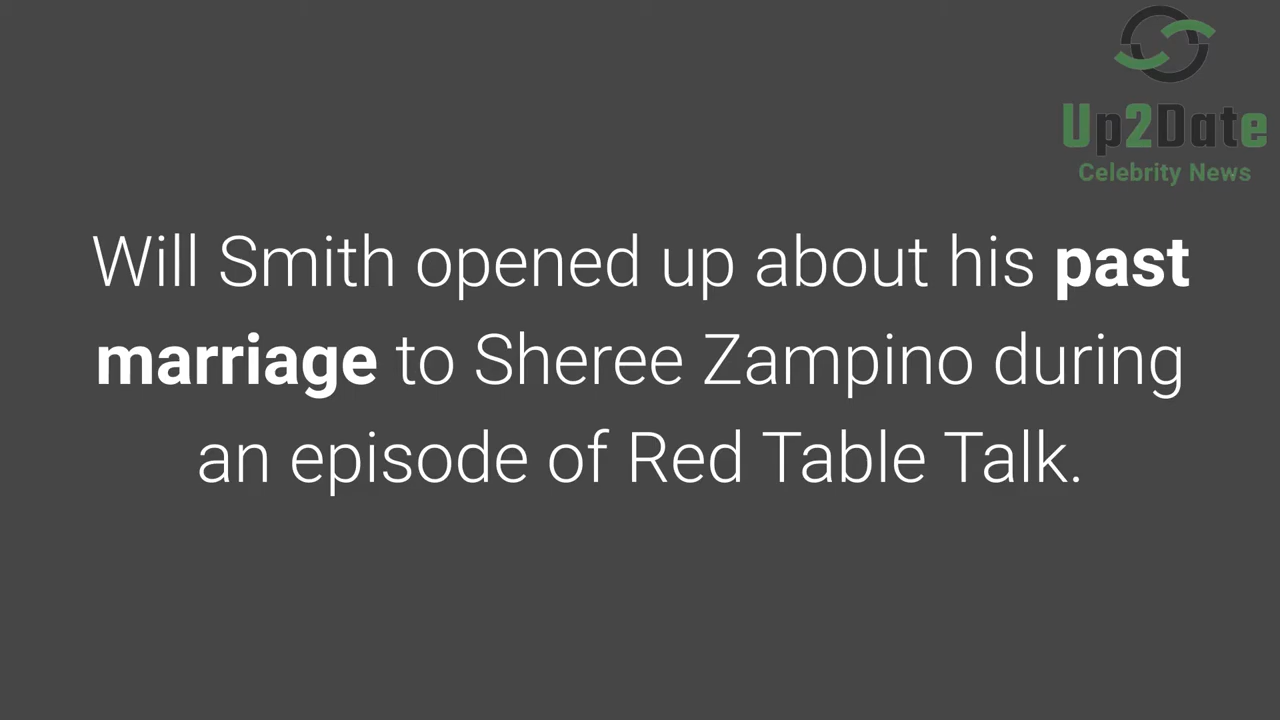 Up2Date
Celebrity News
Will Smith opened up about his past
marriage to Sheree Zampino during
an episode of Red Table Talk.